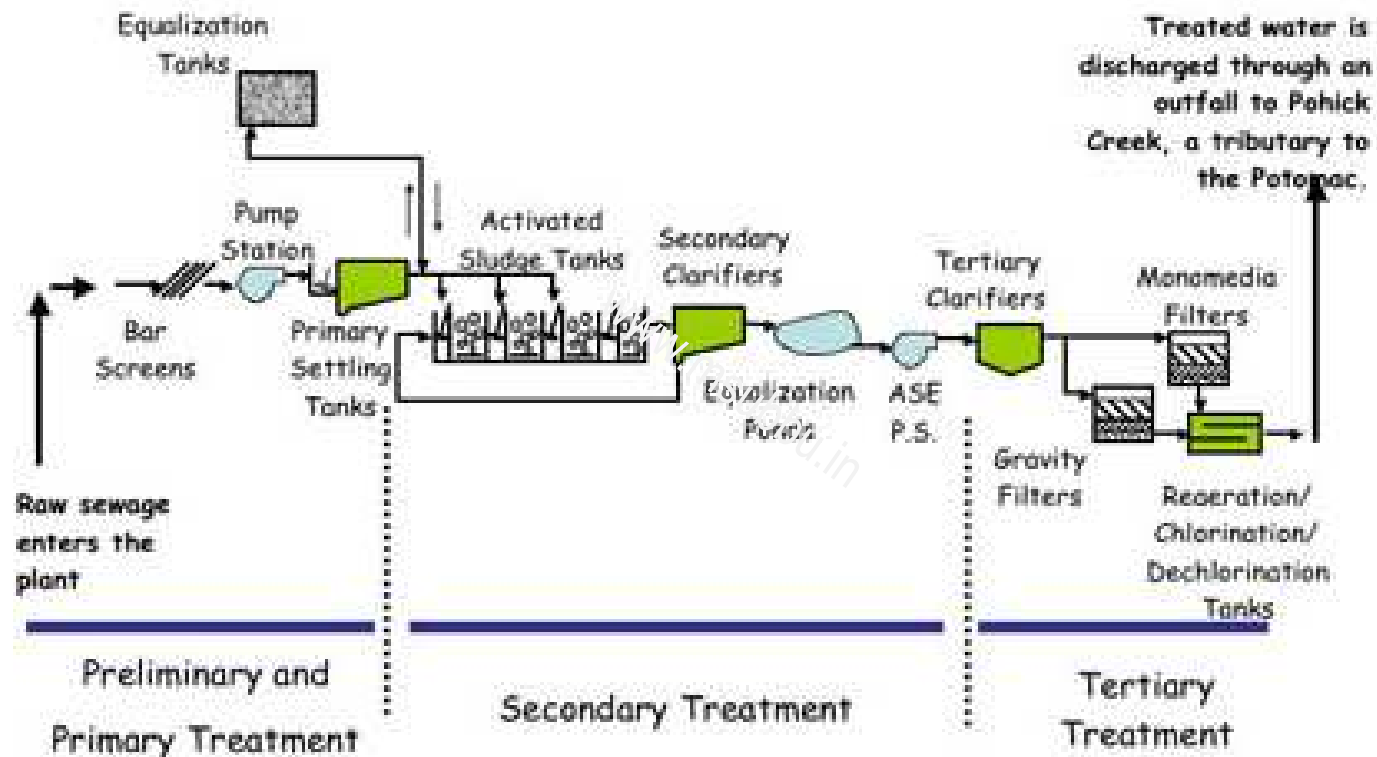 Equalization
Tanks
Treated water is
discharged through an
outfall to Pohick
Creek, a tributary to
the Potomac.
Pump
Station
Activated
Sludge Tanks
Secondary
Clarifiers
Tertiary
Clarifiers
Monomedia
Filters
Bar
Screens
Primary
Settling
Tanks
Equalization
ASE
P.S.
Gravity
Filters
Raw sewage
enters the
plant
Reaeration/
Chlorination/
Dechlorination
Tanks
Preliminary and
Primary Treatment
Secondary Treatment
Tertiary
Treatment